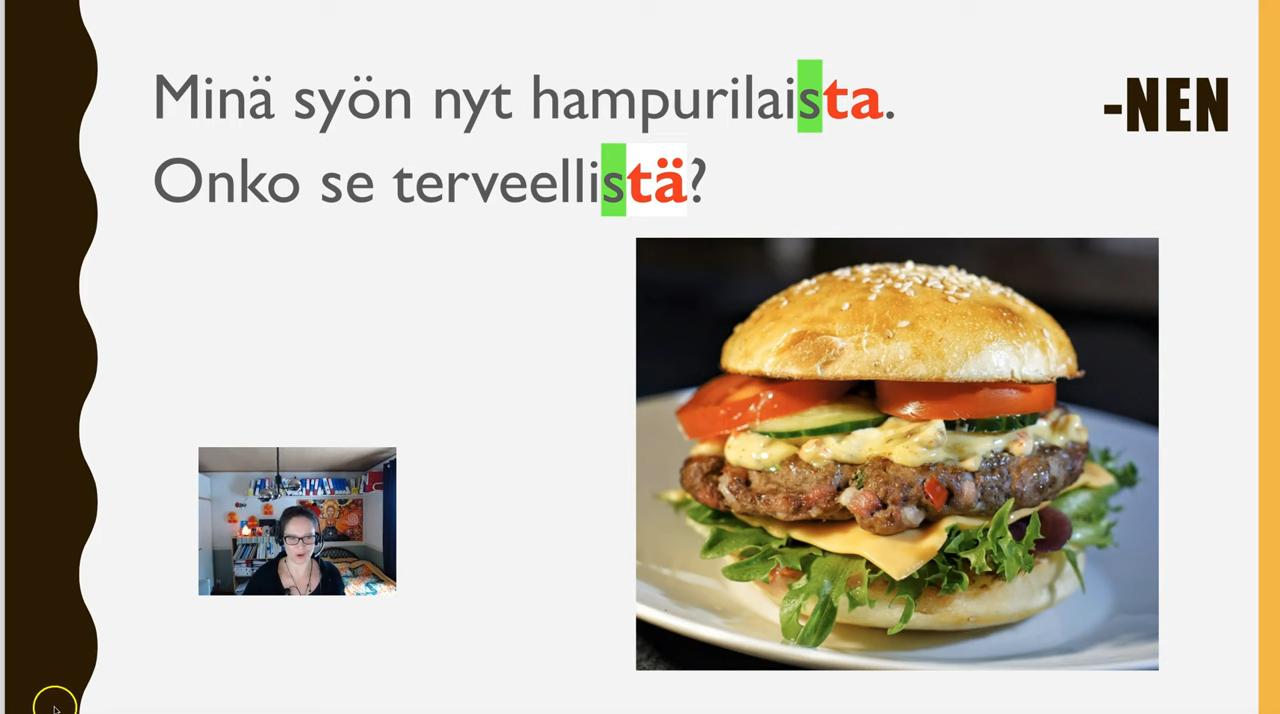 Minä syön nyt hampurilaista.
Onko se terveellistä?
-NEN